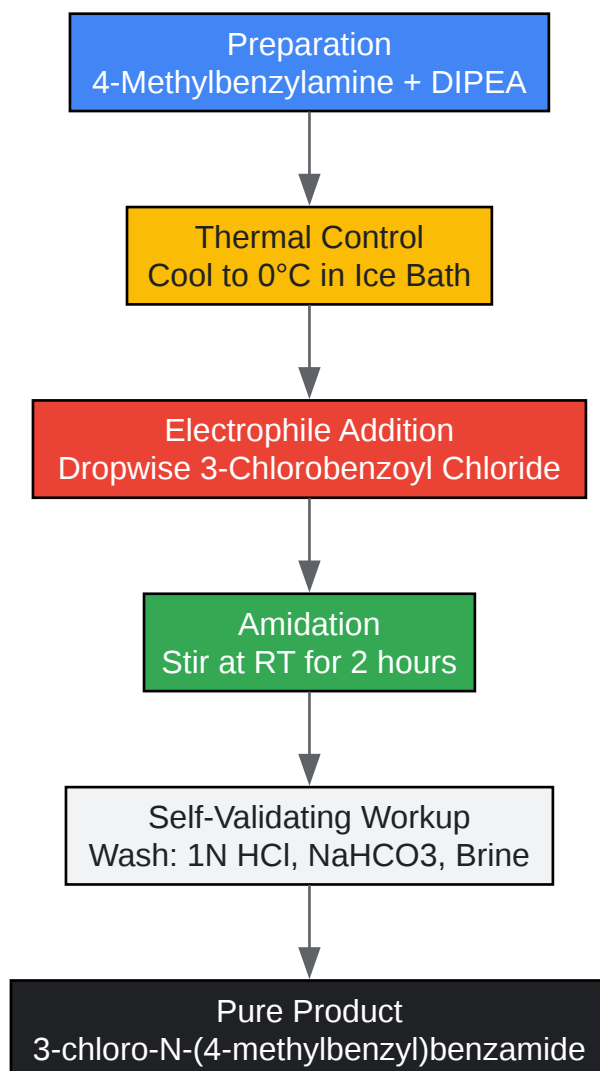 Preparation
4-Methylbenzylamine + DIPEA
Thermal Control
Cool to 0°C in Ice Bath
Electrophile Addition
Dropwise 3-Chlorobenzoyl Chloride
Amidation
Stir at RT for 2 hours
Self-Validating Workup
Wash: 1N HCl, NaHCO3, Brine
Pure Product
3-chloro-N-(4-methylbenzyl)benzamide